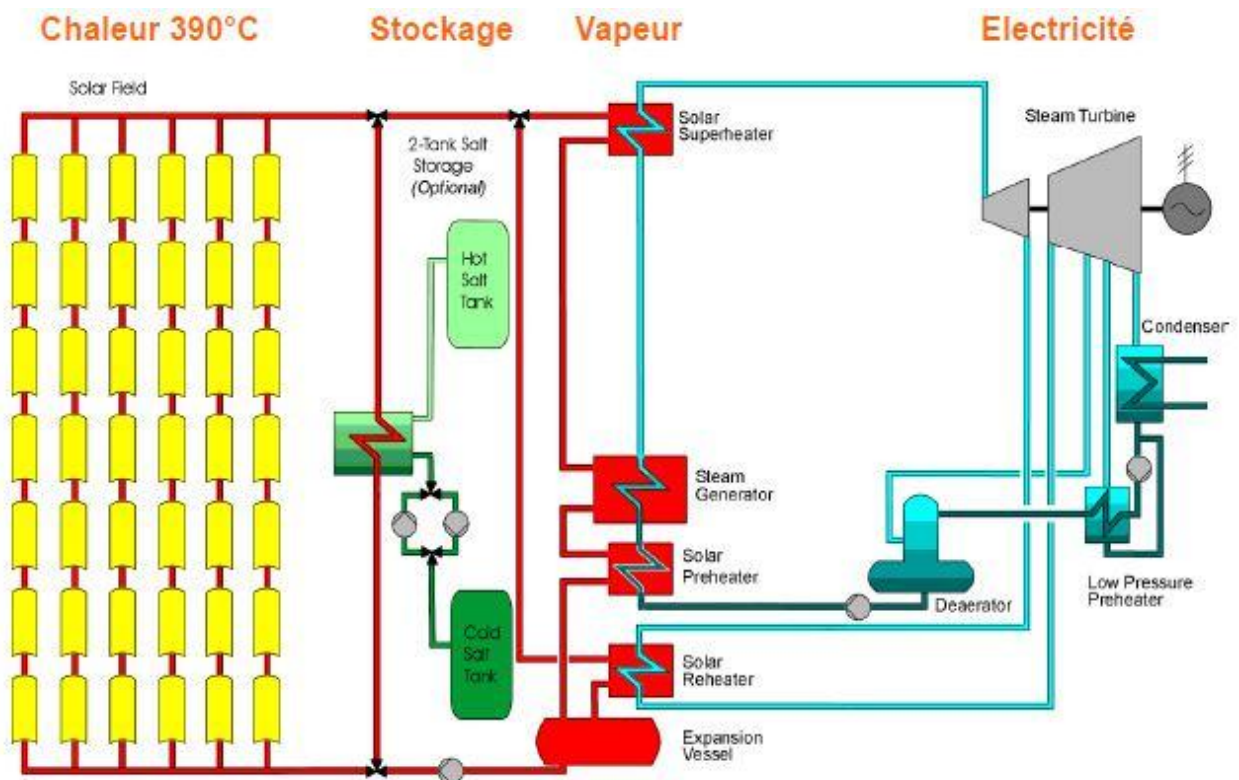 Chaleur 390°C
Stockage
Vapeur
Electricité
Solar Field
2-Tank Salt
Storage
(Optional)
Hot
Salt
Tank
Cold
Salt
Tank
Solar
Superheater
Steam
Generator
Solar
Preheater
Solar
Reheater
Expansion
Vessel
Steam Turbine
Condenser
Low Pressure
Preheater
Deaerator